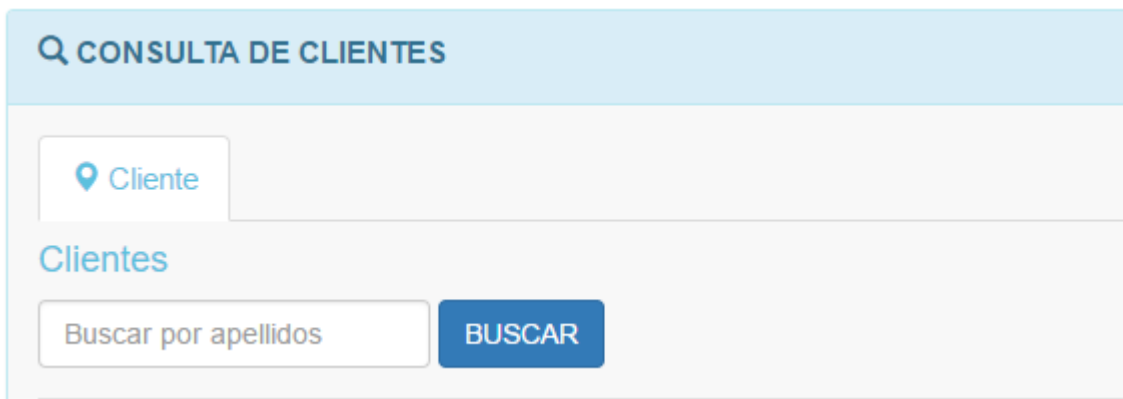 CONSULTA DE CLIENTES
Cliente
Clientes
Buscar por apellidos BUSCAR